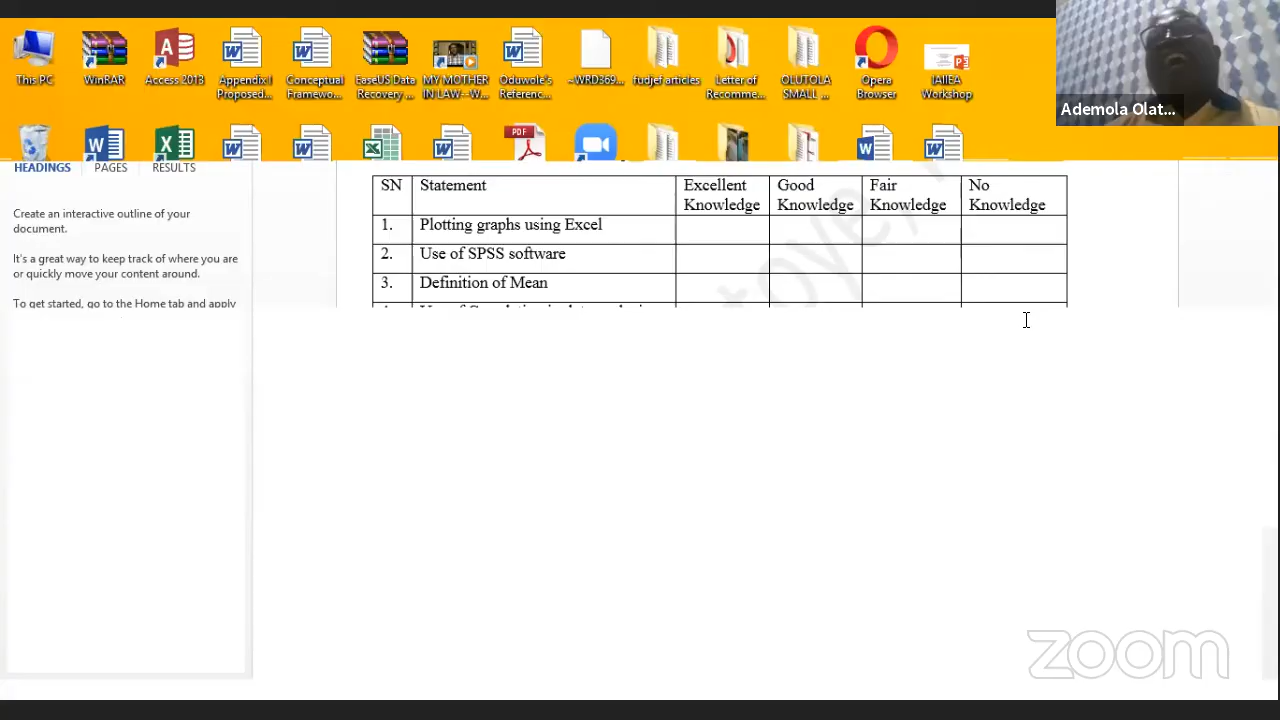 This PC
WinRAR
Access 2013
Appendix I
Proposed...
Conceptual
Framewo...
EaseUS Data
Recovery ...
MY MOTHER
IN LAW--W...
Oduwole's
Referenc...
~WRD369...
fudjef articles
Letter of
Recomme...
OLUTOLA
SMALL ...
Opera
Browser
IAIIEA
Workshop
Ademola Olat...
PDF
HEADINGS PAGES RESULTS
Create an interactive outline of your
document.
It's a great way to keep track of where you are
or quickly move your content around.
To get started, go to the Home tab and apply
SN Statement Excellent Knowledge Good Knowledge Fair Knowledge No Knowledge
1. Plotting graphs using Excel
2. Use of SPSS software
3. Definition of Mean
zoom